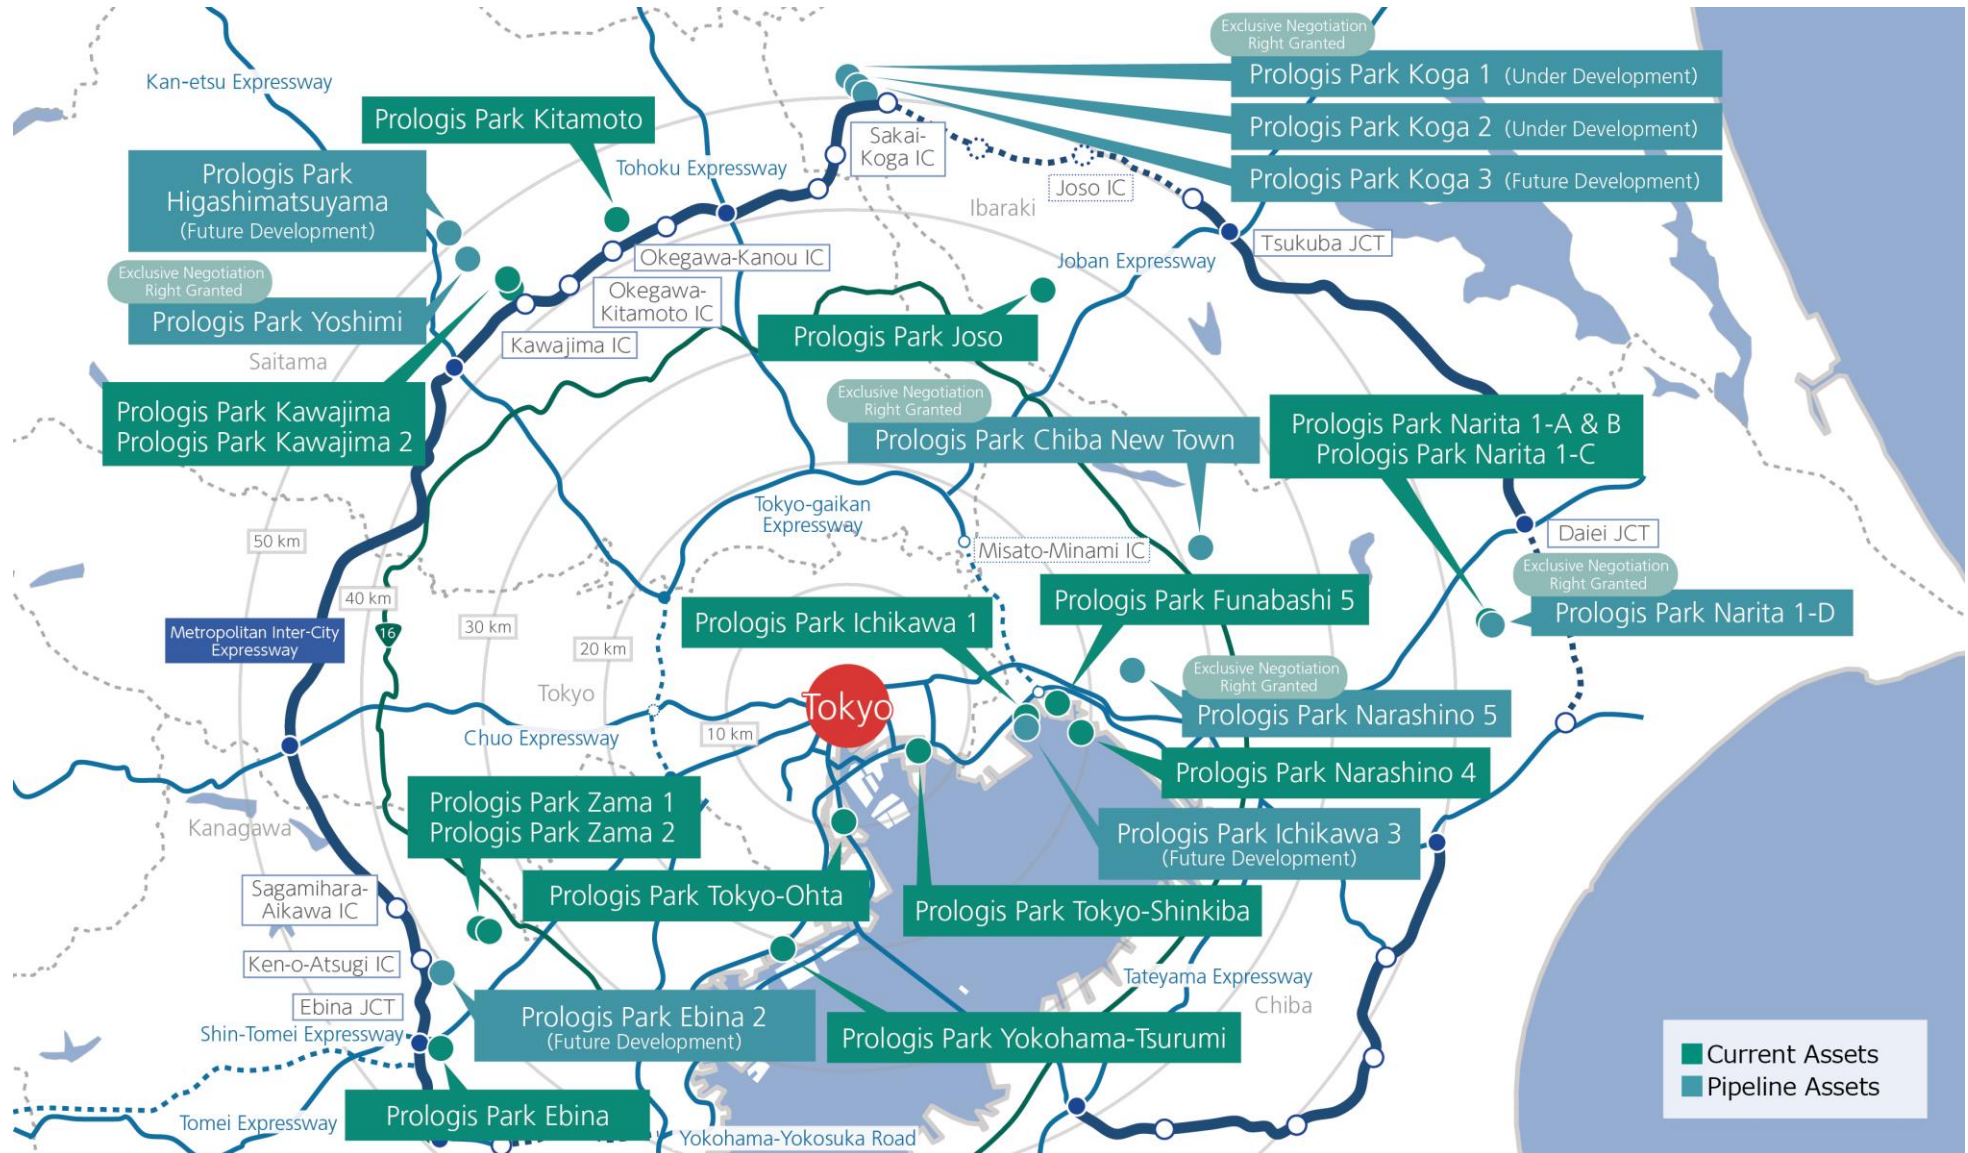 Exclusive Negotiation
Right Granted
Prologis Park Koga 1 (Under Development)
Prologis Park Koga 2 (Under Development)
Prologis Park Koga 3 (Future Development)
Kan-etsu Expressway
Prologis Park Kitamoto
Sakai-
Koga IC
Tohoku Expressway
Prologis Park
Higashimatsuyama
(Future Development)
Joso IC
Ibaraki
Tsukuba JCT
Okegawa-Kanou IC
Joban Expressway
Exclusive Negotiation
Right Granted
Prologis Park Yoshimi
Okegawa-
Kitamoto IC
Kawajima IC
Prologis Park Joso
Saitama
Prologis Park Kawajima
Prologis Park Kawajima 2
Exclusive Negotiation
Right Granted
Prologis Park Chiba New Town
Prologis Park Narita 1-A & B
Prologis Park Narita 1-C
Tokyo-gaikan
Expressway
Misato-Minami IC
Daiei JCT
50 km
40 km
30 km
20 km
10 km
Exclusive Negotiation
Right Granted
Prologis Park Narita 1-D
Metropolitan Inter-City
Expressway
16
Prologis Park Ichikawa 1
Prologis Park Funabashi 5
Tokyo
Tokyo
Exclusive Negotiation
Right Granted
Prologis Park Narashino 5
Chuo Expressway
Prologis Park Narashino 4
Kanagawa
Prologis Park Zama 1
Prologis Park Zama 2
Prologis Park Ichikawa 3
(Future Development)
Sagamihara-
Aikawa IC
Prologis Park Tokyo-Ohta
Prologis Park Tokyo-Shinkiba
Ken-o-Atsugi IC
Tateyama Expressway
Chiba
Ebina JCT
Shin-Tomei Expressway
Prologis Park Ebina 2
(Future Development)
Prologis Park Yokohama-Tsurumi
Current Assets
Pipeline Assets
Tomei Expressway
Prologis Park Ebina
Yokohama-Yokosuka Road